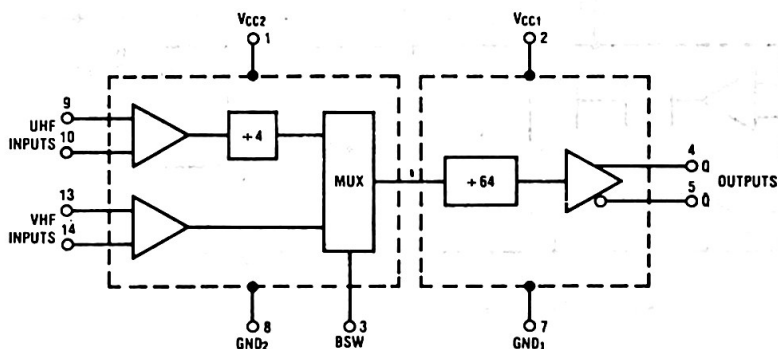 VCC2
1
VCC1
2
9
UHF
10
INPUTS
÷4
MUX
÷64
4
Q
5
Q̄
OUTPUTS
13
VHF
14
INPUTS
8
GND2
3
BSW
7
GND1